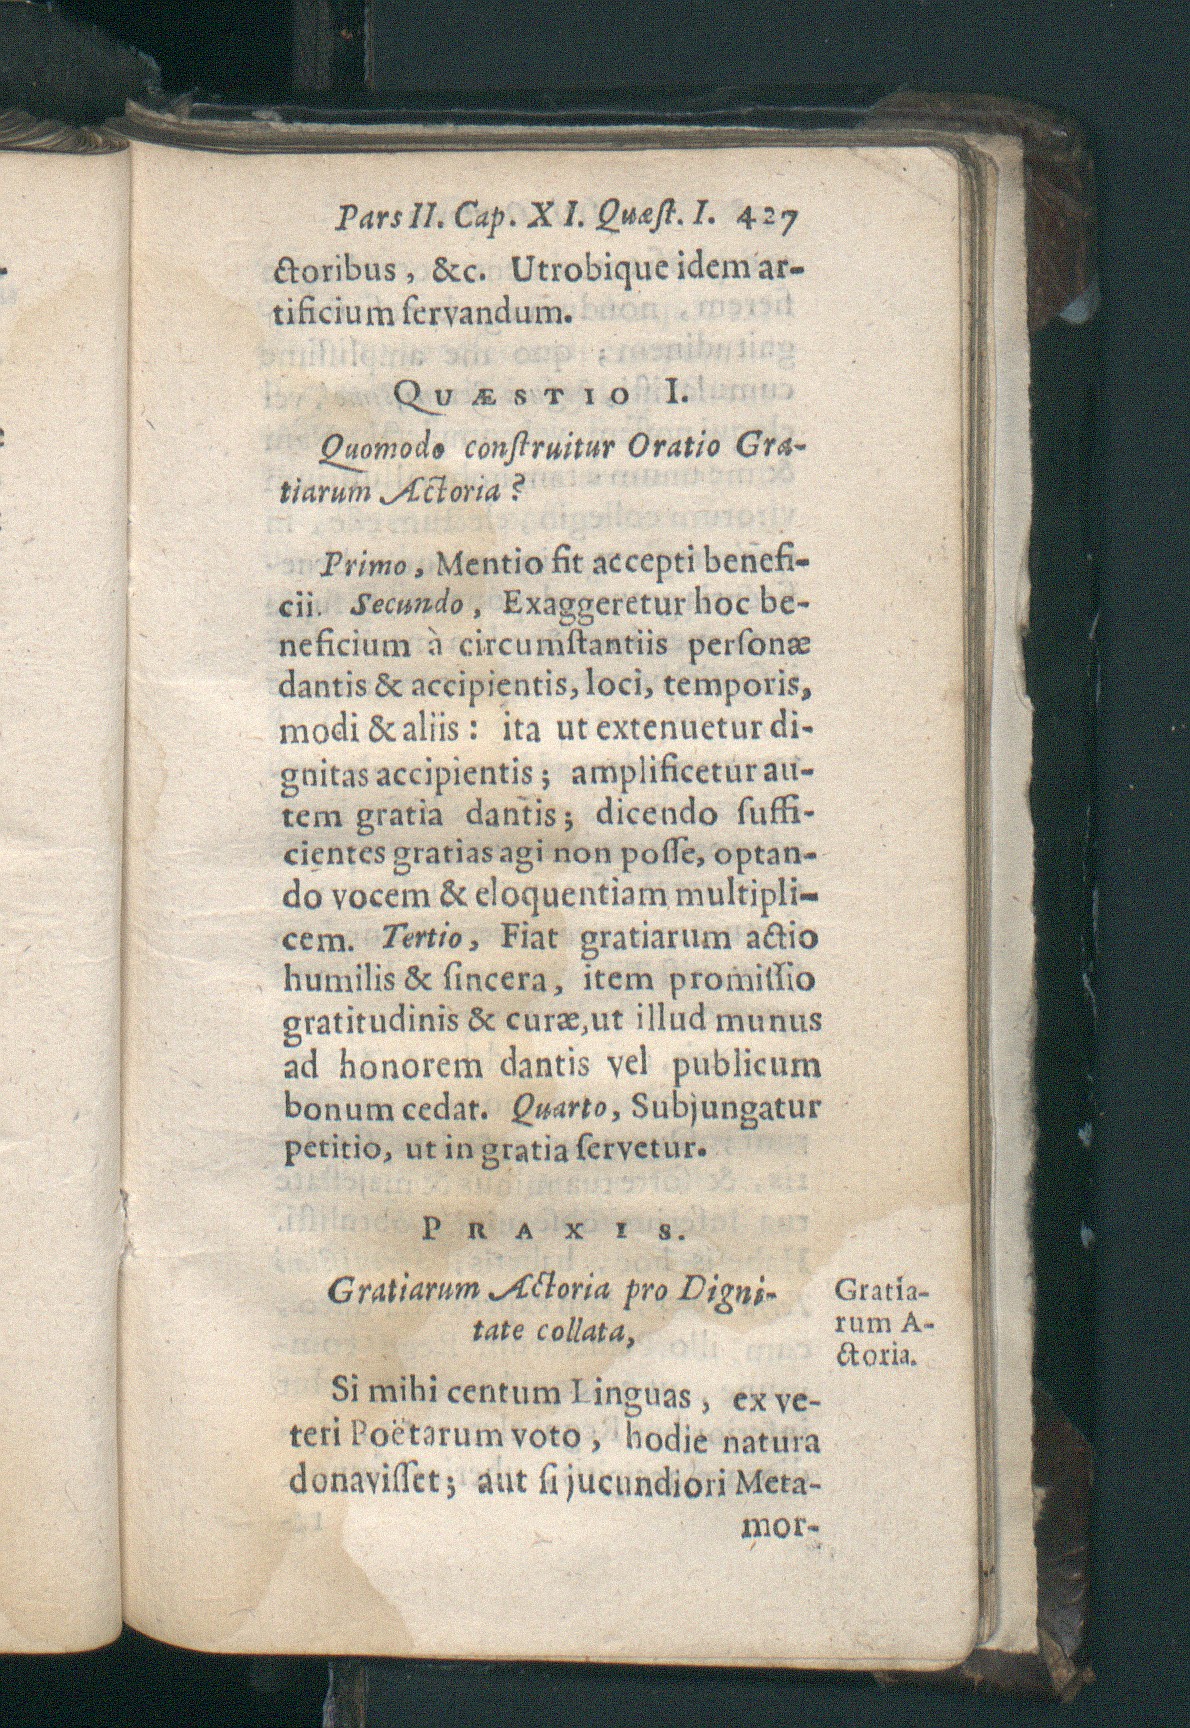 Pars II. Cap. XI. Quæſt. I. 427
ctoribus, &c. Utrobique idem ar-
tificium ſervandum.
QUÆSTIO I.
Quomodo conſtruitur Oratio Gra-
tiarum Actoria?
Primo, Mentio fit accepti benefi-
cii. Secundo, Exaggeretur hoc be-
neficium à circumſtantiis perſonæ
dantis & accipientis, loci, temporis,
modi & aliis: ita ut extenuetur di-
gnitas accipientis; amplificetur au-
tem gratia dantis; dicendo ſuffi-
cientes gratias agi non poſſe, optan-
do vocem & eloquentiam multipli-
cem. Tertio, Fiat gratiarum actio
humilis & ſincera, item promiſſio
gratitudinis & curæ, ut illud munus
ad honorem dantis vel publicum
bonum cedat. Quarto, Subjungatur
petitio, ut in gratia ſervetur.
PRAXIS.
Gratiarum Actoria pro Digni-
tate collata,
Gratia-
rum A-
ctoria.
Si mihi centum Linguas, ex ve-
teri Poëtarum voto, hodie natura
donaviſſet; aut ſi jucundiori Meta-
mor-